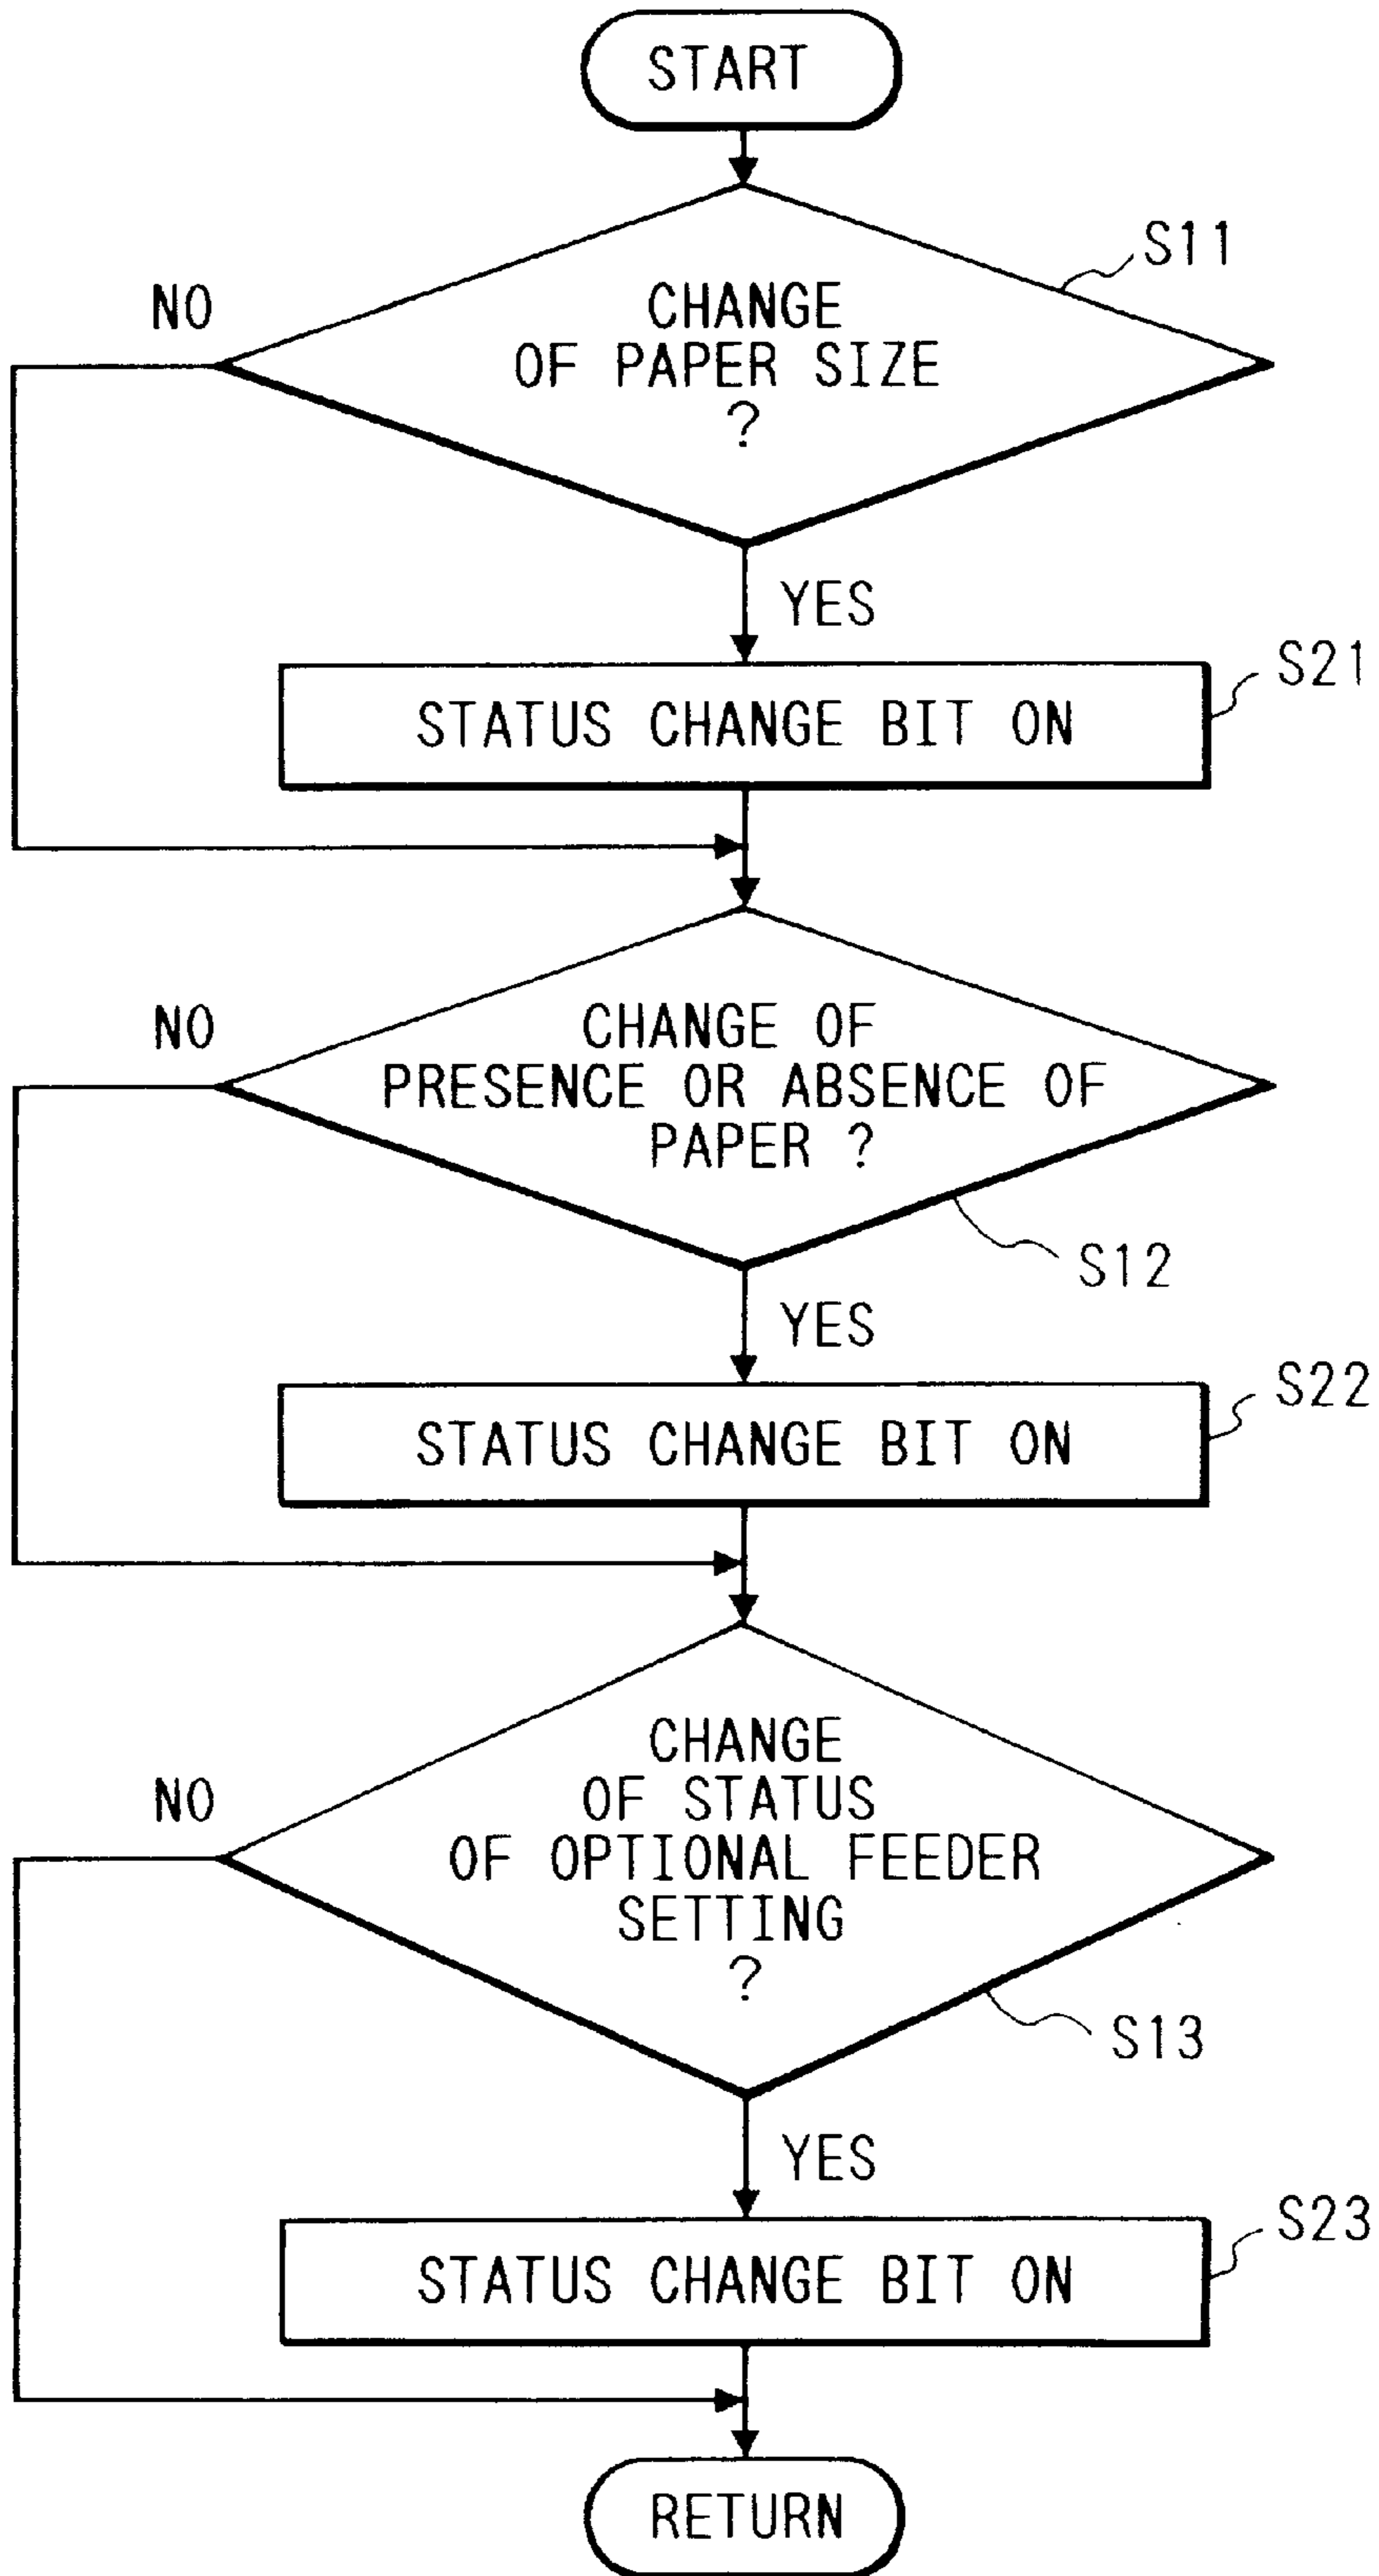 START
S11
NO
CHANGE
OF PAPER SIZE
?
YES
S21
STATUS CHANGE BIT ON
NO
CHANGE OF
PRESENCE OR ABSENCE OF
PAPER ?
S12
YES
S22
STATUS CHANGE BIT ON
CHANGE
NO
OF STATUS
OF OPTIONAL FEEDER
SETTING
?
S13
YES
S23
STATUS CHANGE BIT ON
RETURN